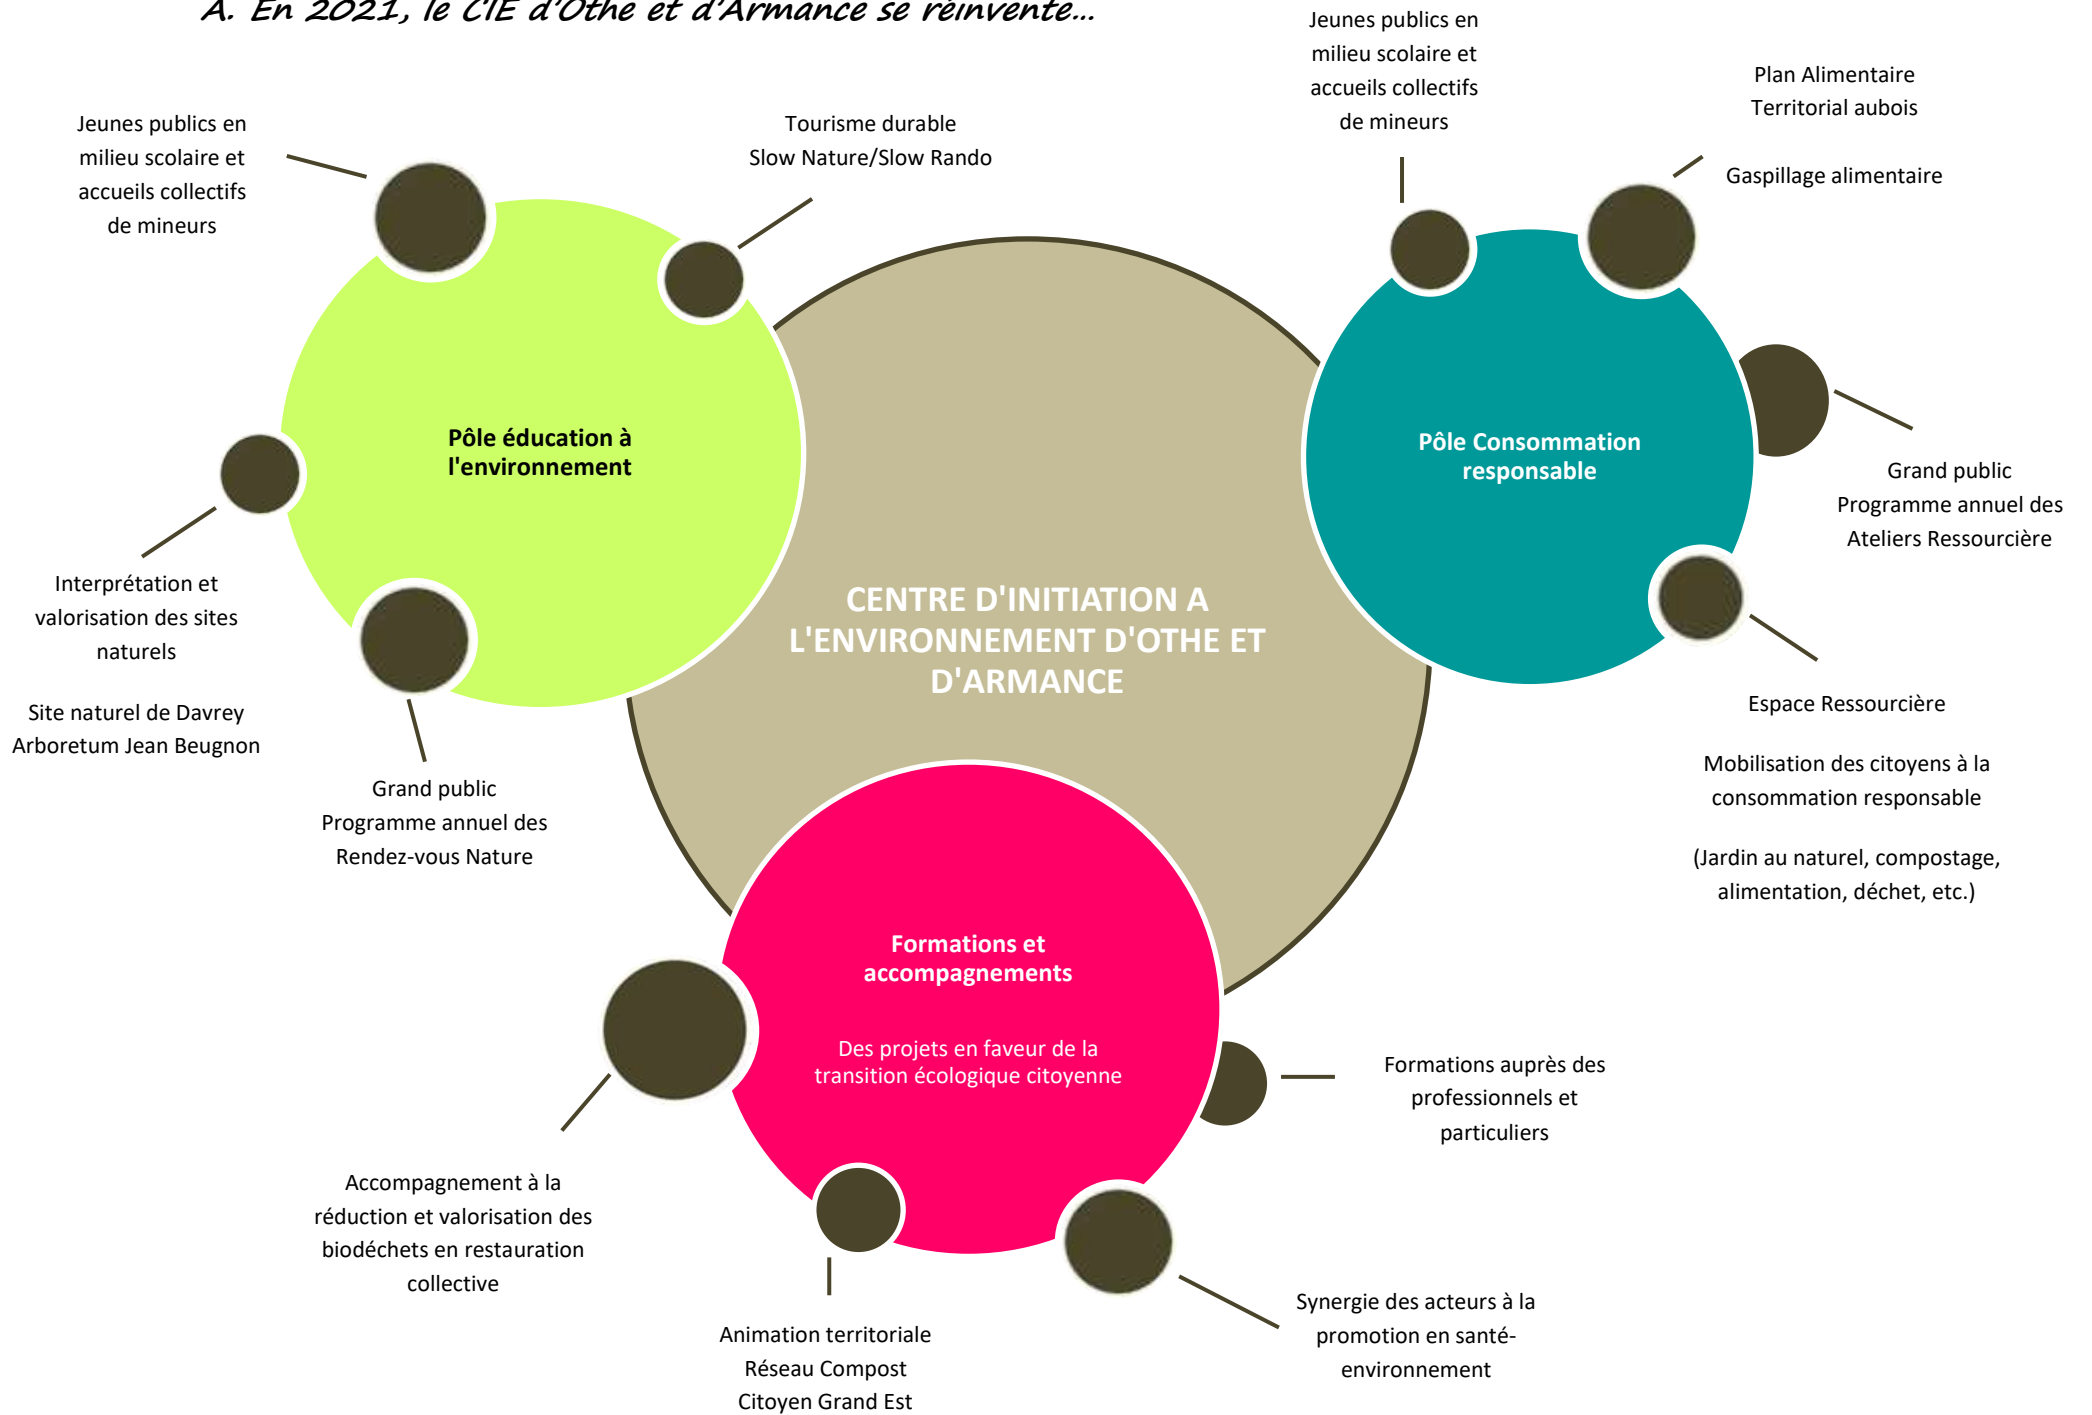 A. En 2021, le CIE d'Othe et d'Armance se réinvente...
Jeunes publics en
milieu scolaire et
accueils collectifs
de mineurs
Tourisme durable
Slow Nature/Slow Rando
Pôle éducation à
l'environnement
Interprétation et
valorisation des sites
naturels
Site naturel de Davrey
Arboretum Jean Beugnon
Grand public
Programme annuel des
Rendez-vous Nature
CENTRE D'INITIATION A
L'ENVIRONNEMENT D'OTHE ET
D'ARMANCE
Jeunes publics en
milieu scolaire et
accueils collectifs
de mineurs
Plan Alimentaire
Territorial aubois
Gaspillage alimentaire
Pôle Consommation
responsable
Grand public
Programme annuel des
Ateliers Ressourcière
Espace Ressourcière
Mobilisation des citoyens à la
consommation responsable
(Jardin au naturel, compostage,
alimentation, déchet, etc.)
Formations et
accompagnements
Des projets en faveur de la
transition écologique citoyenne
Formations auprès des
professionnels et
particuliers
Accompagnement à la
réduction et valorisation des
biodéchets en restauration
collective
Animation territoriale
Réseau Compost
Citoyen Grand Est
Synergie des acteurs à la
promotion en santé-
environnement